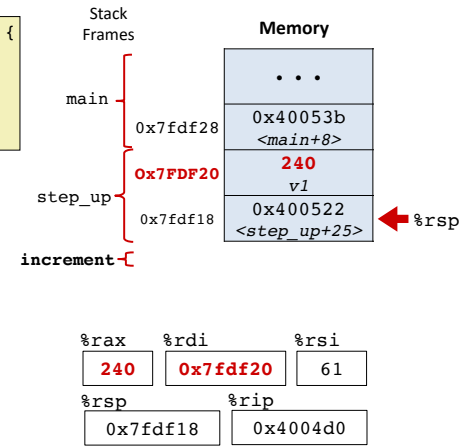 {
Stack
Frames
Memory
• • •
main
0x7fdf28
0x40053b
<main+8>
0x7FDF20
240
v1
step_up
0x7fdf18
0x400522
<step_up+25>
%rsp
increment
%rax
%rdi
%rsi
240
0x7fdf20
61
%rsp
%rip
0x7fdf18
0x4004d0